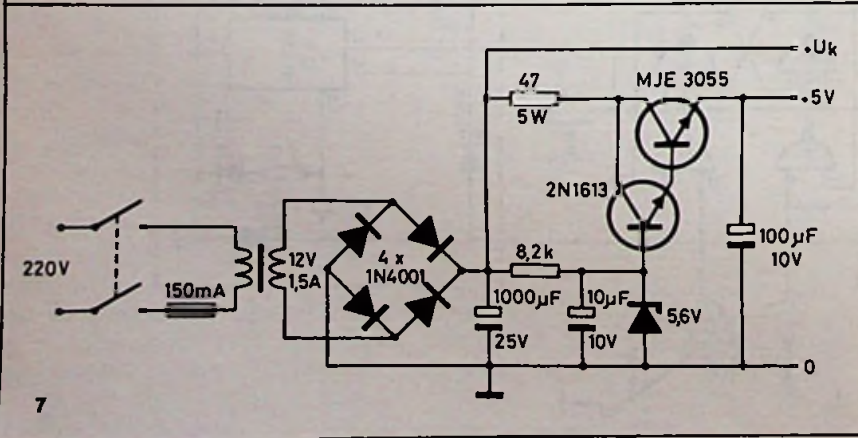 +Uk
47
5W
MJE 3055
+5V
2N1613
220V
150mA
12V
1,5A
4 x
1N4001
8,2k
1000µF
25V
10µF
10V
5,6V
100µF
10V
0
7